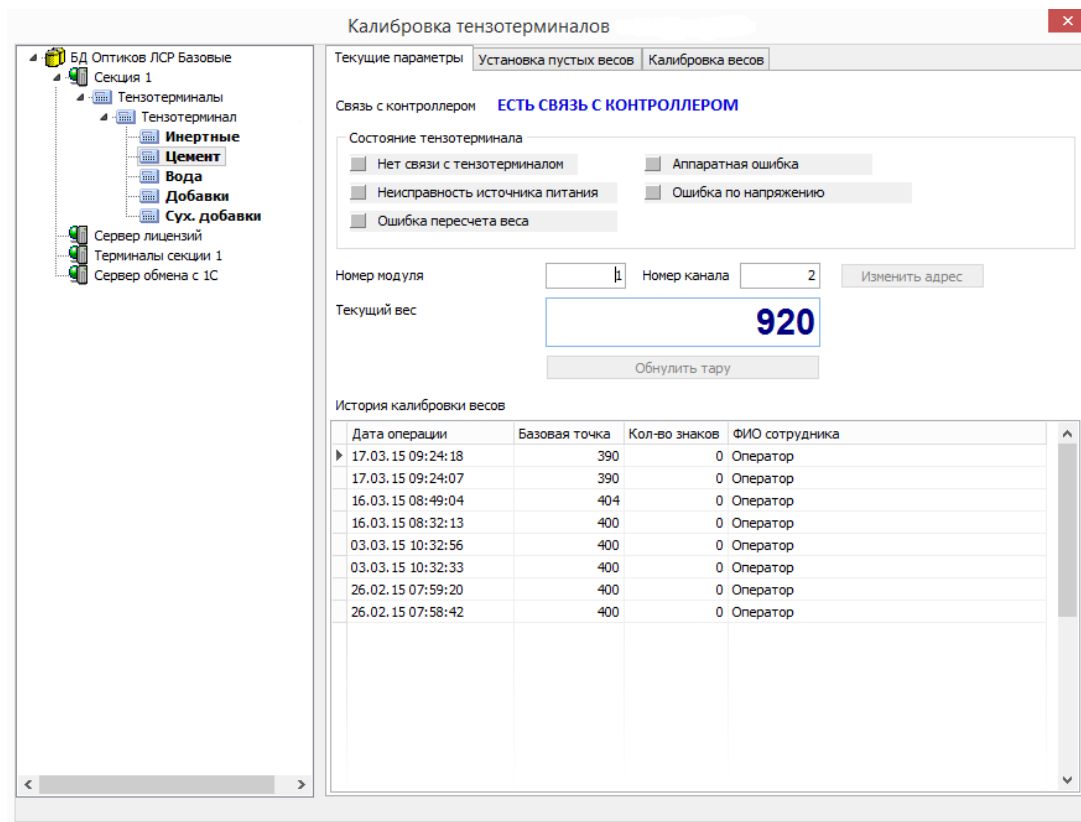 Калибровка тензотерминалов
БД Оптиков ЛСР Базовые
Секция 1
Тензотерминалы
Тензотерминал
Инертные
Цемент
Вода
Добавки
Сух. добавки
Сервер лицензий
Терминалы секции 1
Сервер обмена с 1С
Текущие параметры Установка пустых весов Калибровка весов
Связь с контроллером ЕСТЬ СВЯЗЬ С КОНТРОЛЛЕРОМ
Состояние тензотерминала
Нет связи с тензотерминалом Аппаратная ошибка
Неисправность источника питания Ошибка по напряжению
Ошибка пересчета веса
Номер модуля 1 Номер канала 2 Изменить адрес
Текущий вес 920
Обнулить тару
История калибровки весов
Дата операции Базовая точка Кол-во знаков ФИО сотрудника
17.03.15 09:24:18 390 0 Оператор
17.03.15 09:24:07 390 0 Оператор
16.03.15 08:49:04 404 0 Оператор
16.03.15 08:32:13 400 0 Оператор
03.03.15 10:32:56 400 0 Оператор
03.03.15 10:32:33 400 0 Оператор
26.02.15 07:59:20 400 0 Оператор
26.02.15 07:58:42 400 0 Оператор